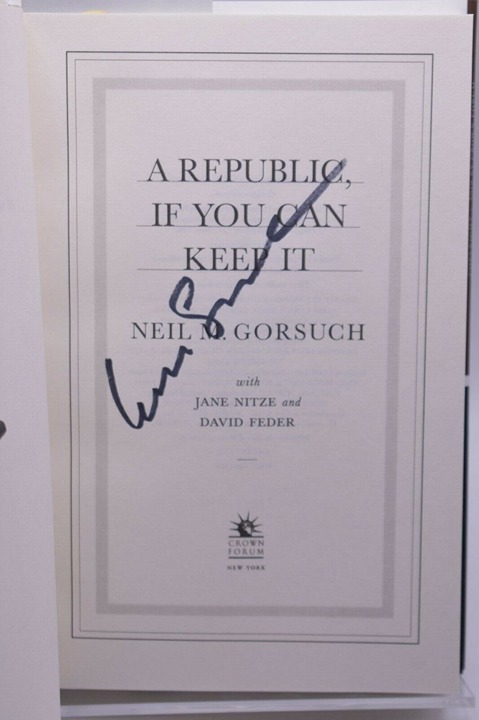 A REPUBLIC,
IF YOU CAN
KEEP IT
NEIL M. GORSUCH
with
JANE NITZE and
DAVID FEDER
CROWN
FORUM
NEW YORK